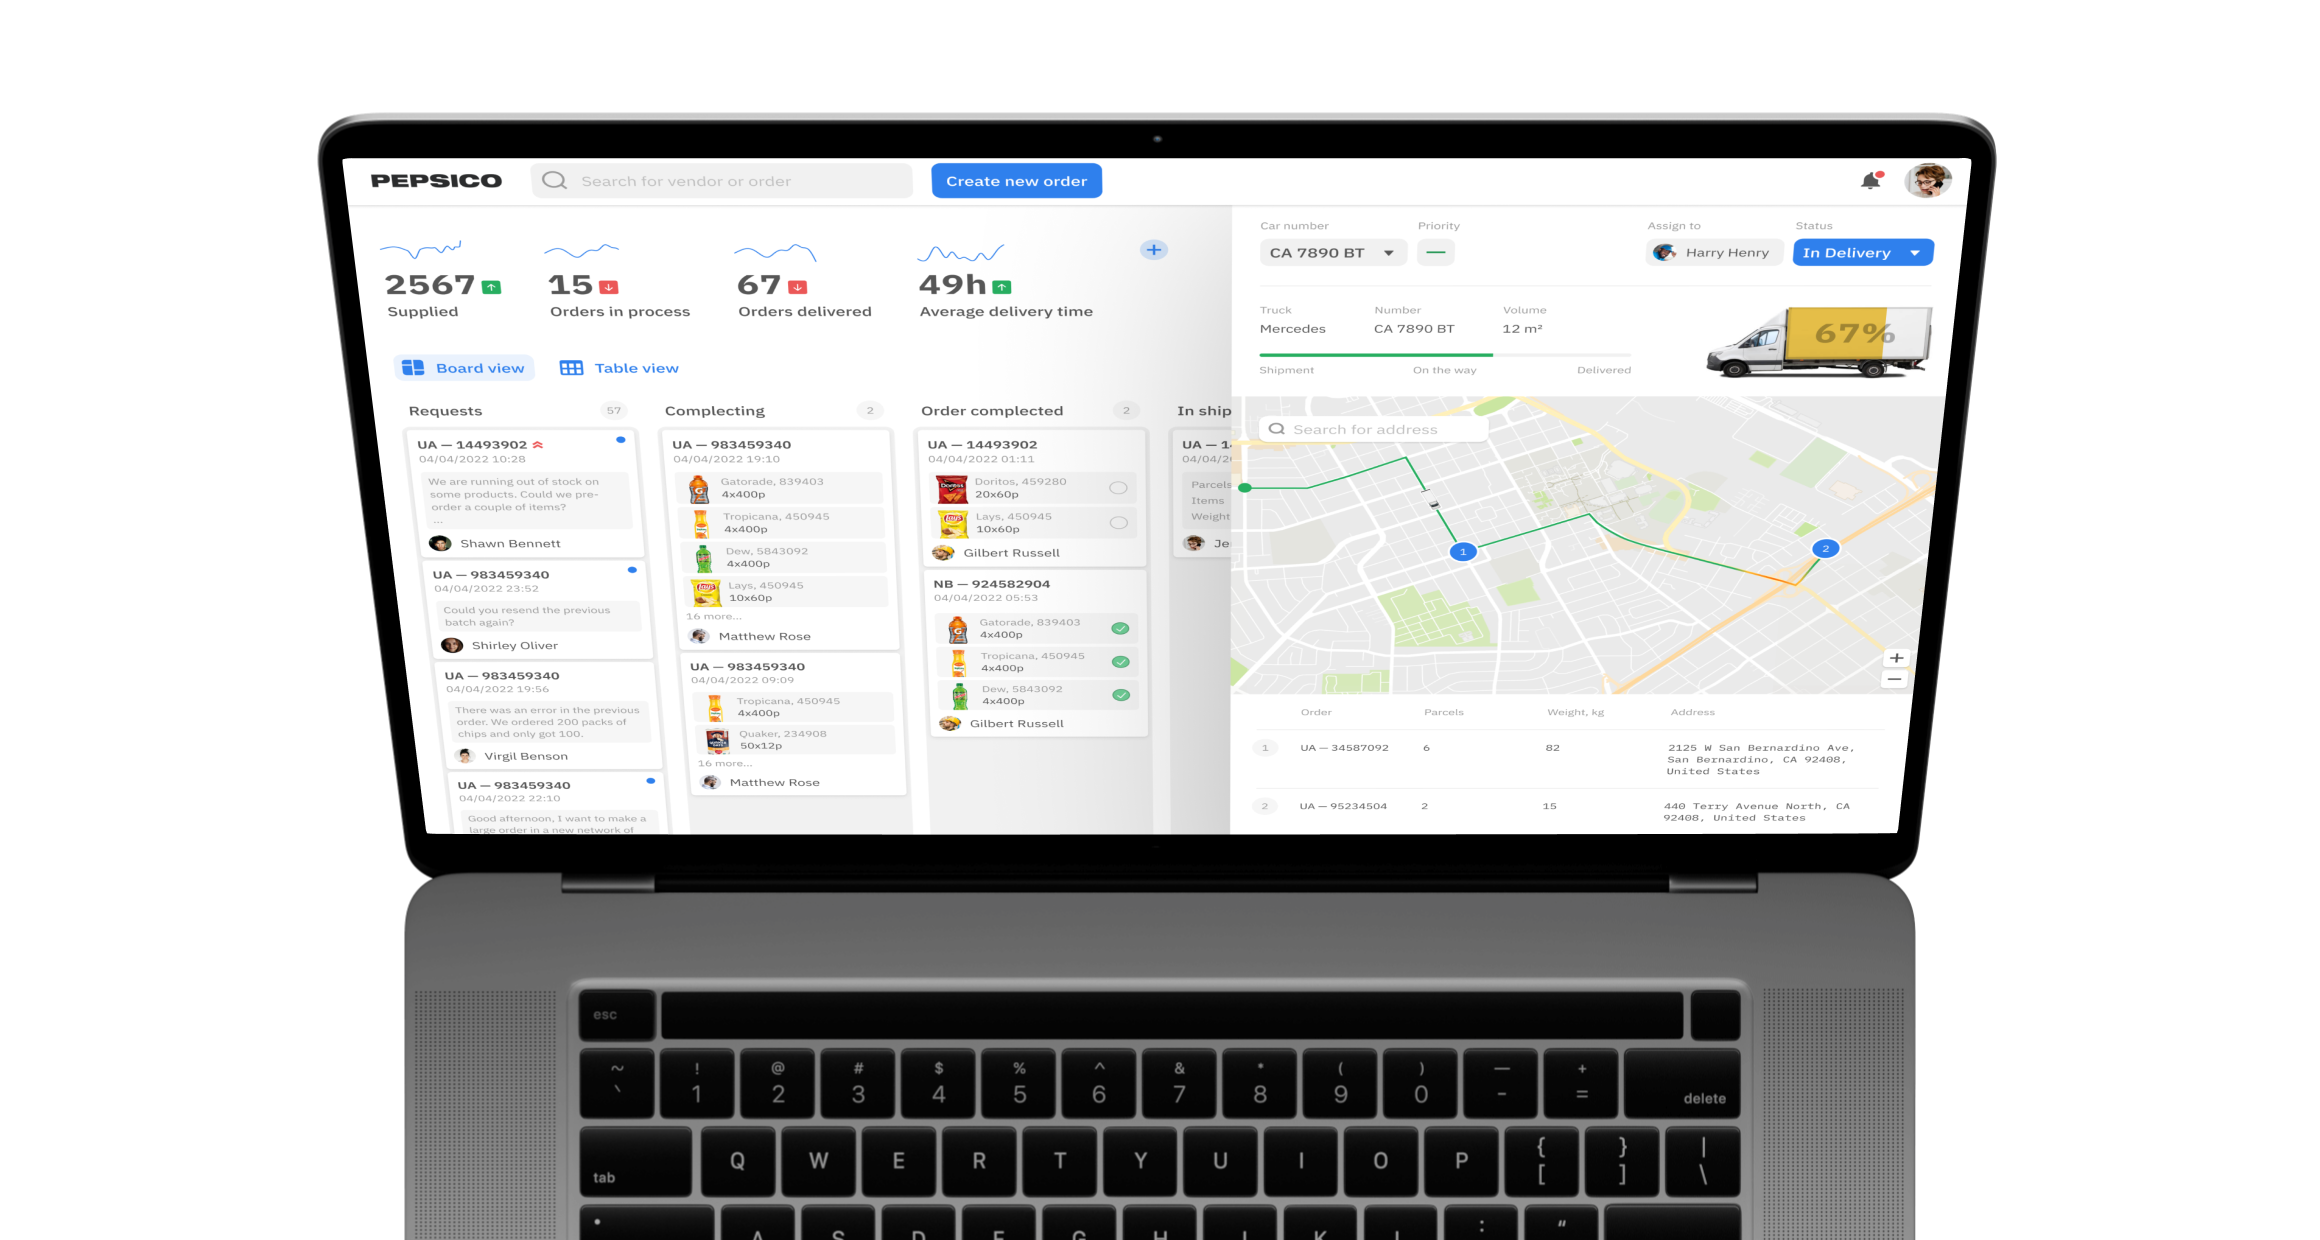 PEPSICO
Search for vendor or order
Create new order
2567
Supplied
15
Orders in process
67
Orders delivered
49h
Average delivery time
Board view
Table view
Requests
57
UA — 14493902
04/04/2022 10:28
We are running out of stock on
some products. Could we pre-
order a couple of items?
...
Shawn Bennett
UA — 983459340
04/04/2022 23:52
Could you resend the previous
batch again?
Shirley Oliver
UA — 983459340
04/04/2022 19:56
There was an error in the previous
order. We ordered 200 packs of
chips and only got 100.
Virgil Benson
UA — 983459340
04/04/2022 22:10
Good afternoon, I want to make a
large order in a new network of
Complecting
2
UA — 983459340
04/04/2022 19:10
Gatorade, 839403
4x400p
Tropicana, 450945
4x400p
Dew, 5843092
4x400p
Lays, 450945
10x60p
16 more...
Matthew Rose
UA — 983459340
04/04/2022 09:09
Tropicana, 450945
4x400p
Quaker, 234908
50x12p
16 more...
Matthew Rose
Order complected
2
UA — 14493902
04/04/2022 01:11
Doritos, 459280
20x60p
Lays, 450945
10x60p
Gilbert Russell
NB — 924582904
04/04/2022 05:53
Gatorade, 839403
4x400p
Tropicana, 450945
4x400p
Dew, 5843092
4x400p
Gilbert Russell
In ship
UA — 1
04/04/2
Parcels
Items
Weight
Je
Car number
CA 7890 BT
Priority
Assign to
Harry Henry
Status
In Delivery
Truck
Mercedes
Number
CA 7890 BT
Volume
12 m²
Shipment
On the way
Delivered
67%
Search for address
1
2
+
−
Order
Parcels
Weight, kg
Address
1
UA — 34587092
6
82
2125 W San Bernardino Ave,
San Bernardino, CA 92408,
United States
2
UA — 95234504
2
15
440 Terry Avenue North, CA
92408, United States
esc
~ ! @ # $ % ^ & * ( ) — +
` 1 2 3 4 5 6 7 8 9 0 - = delete
tab Q W E R T Y U I O P { [ } ] | \
A S D F G H J K L : “